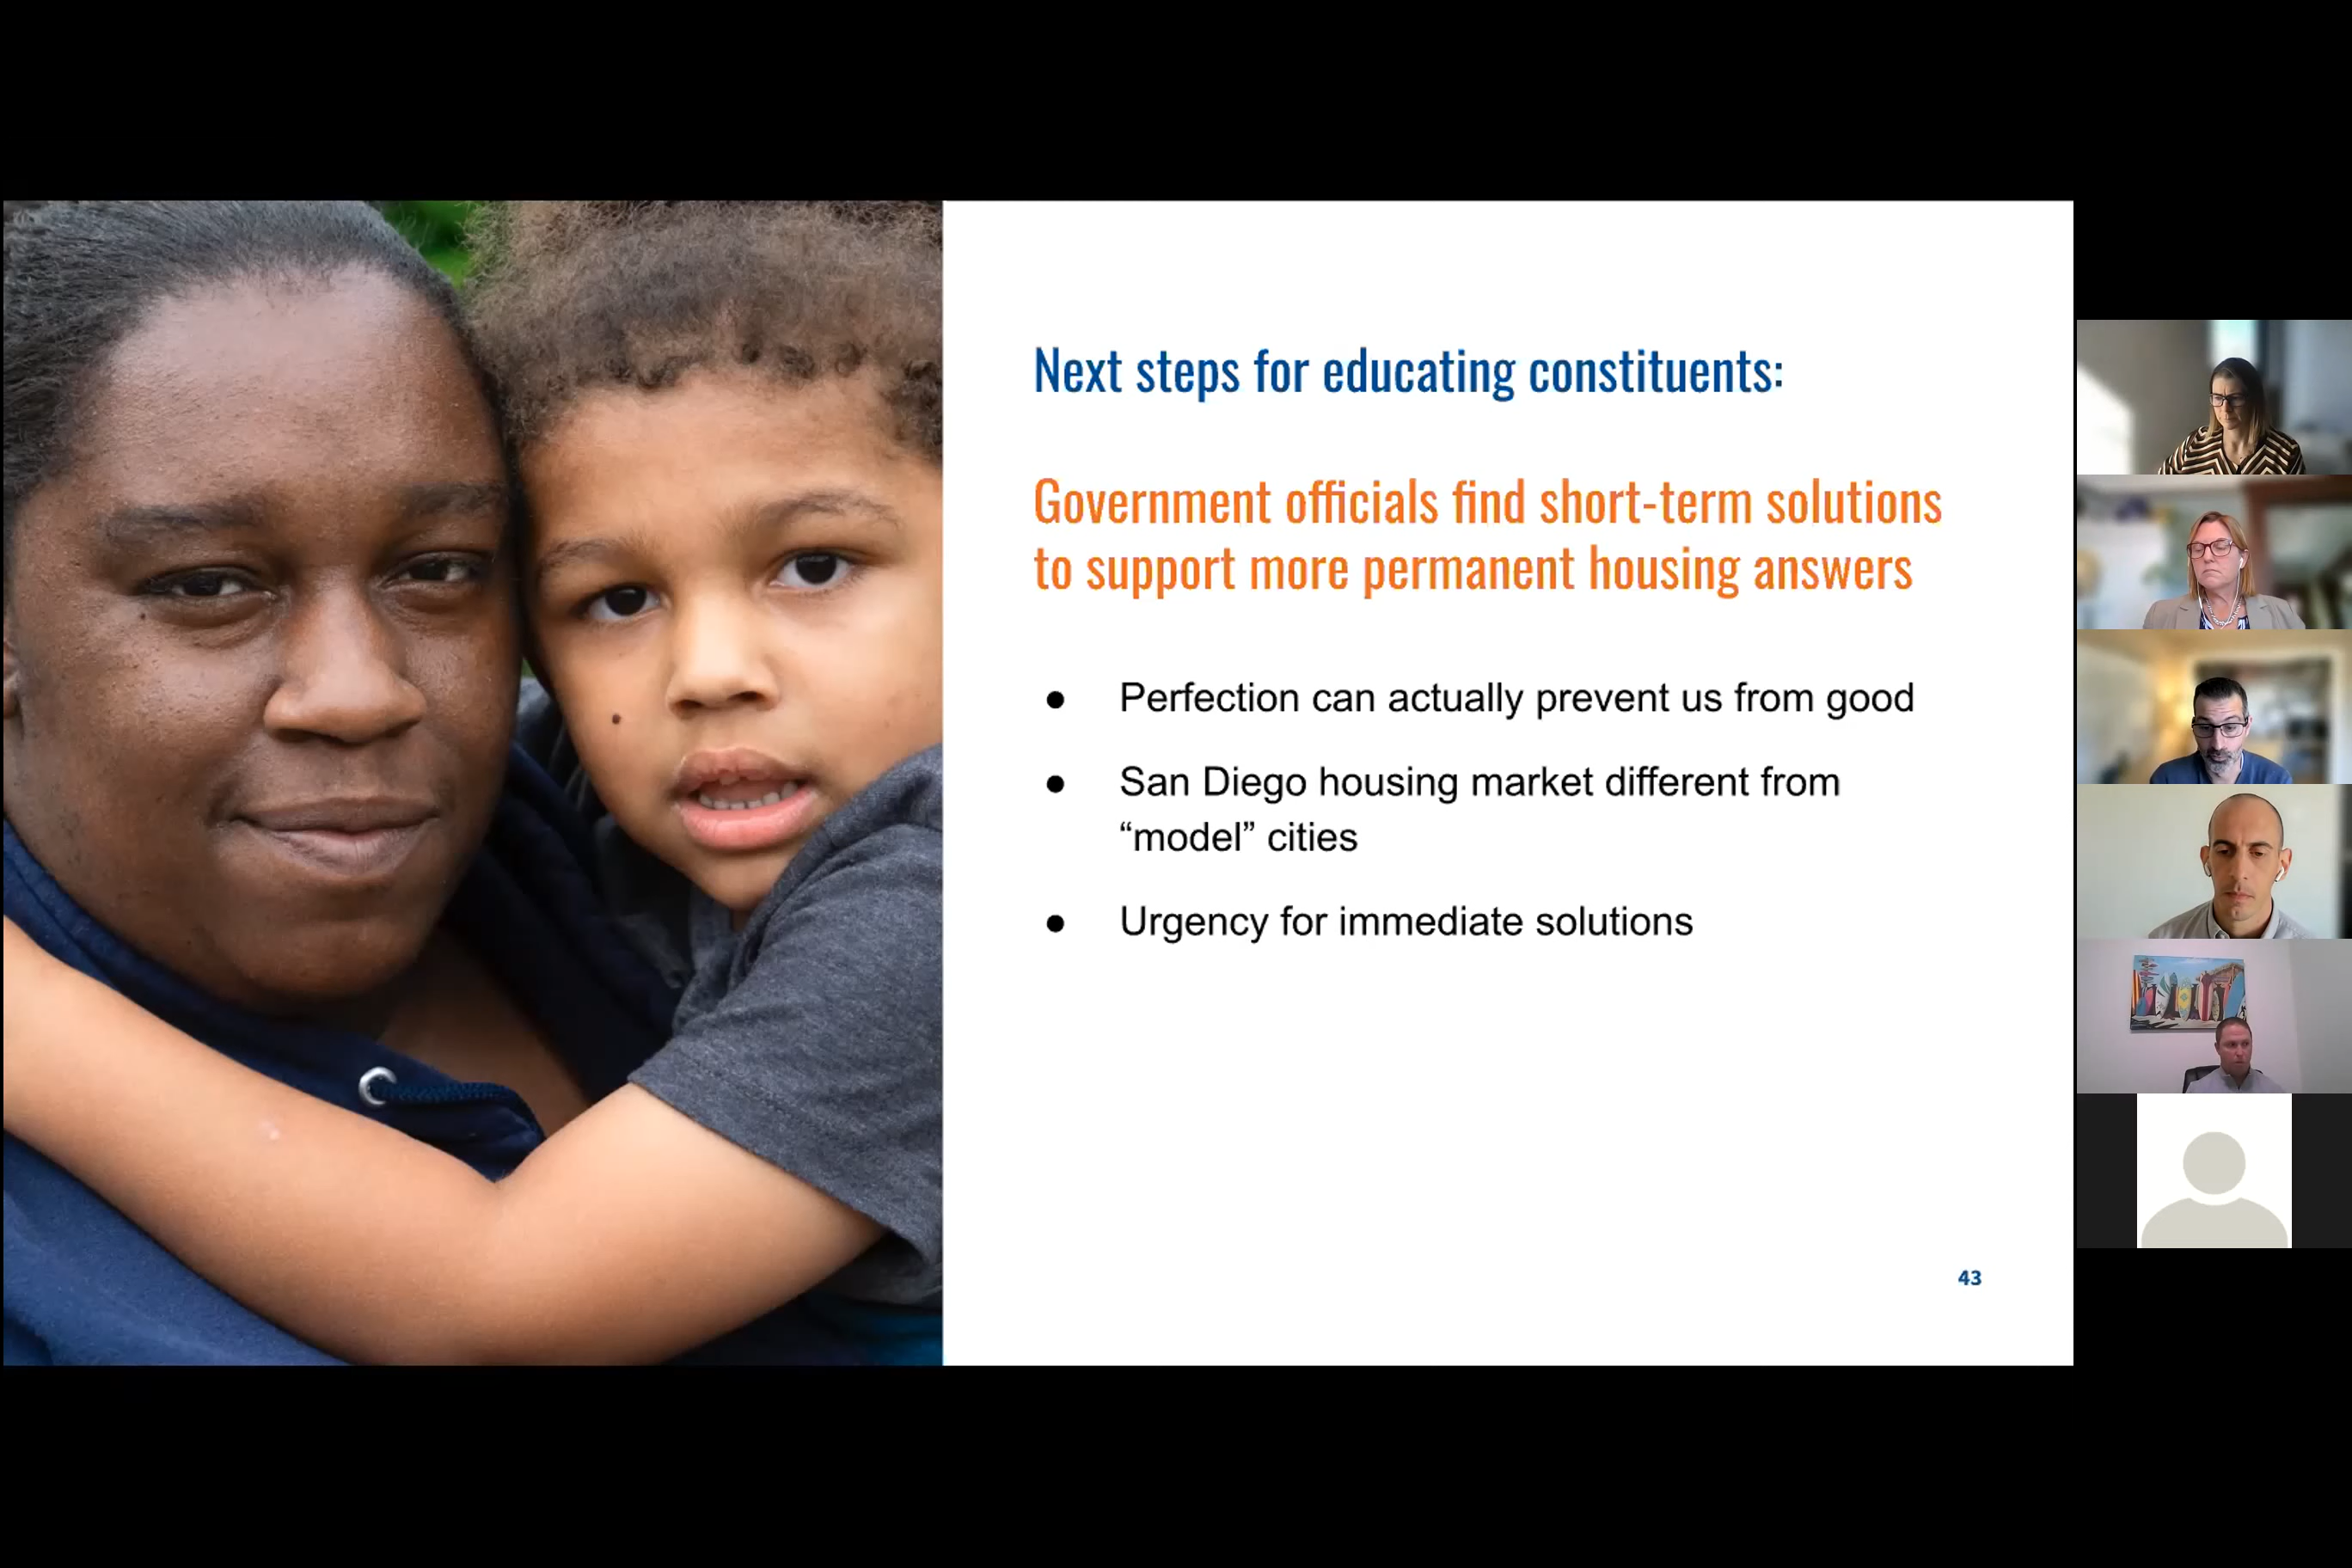 Next steps for educating constituents:
Government officials find short-term solutions
to support more permanent housing answers
● Perfection can actually prevent us from good
● San Diego housing market different from
“model” cities
● Urgency for immediate solutions
43